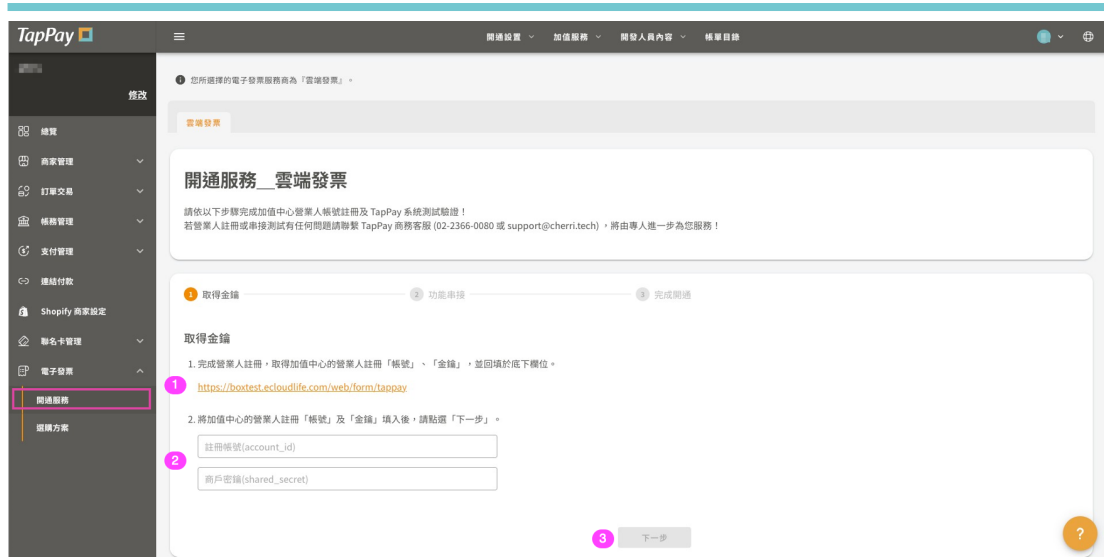 TapPay
開通設置
加值服務
開發人員內容
帳單目錄
修改
總覽
商家管理
訂單交易
帳務管理
支付管理
連結付款
Shopify 商家設定
聯名卡管理
電子發票
開通服務
選購方案
您所選擇的電子發票服務商為『雲端發票』。
雲端發票
開通服務__雲端發票
請依以下步驟完成加值中心營業人帳號註冊及 TapPay 系統測試驗證！
若營業人註冊或串接測試有任何問題請聯繫 TapPay 商務客服 (02-2366-0080 或 support@cherri.tech) ，將由專人進一步為您服務！
1 取得金鑰
2 功能串接
3 完成開通
取得金鑰
1. 完成營業人註冊，取得加值中心的營業人註冊「帳號」、「金鑰」，並回填於底下欄位。
1
https://boxtest.ecloudlife.com/web/form/tappay
2. 將加值中心的營業人註冊「帳號」及「金鑰」填入後，請點選「下一步」。
註冊帳號(account_id)
2
商戶密鑰(shared_secret)
3 下一步
?